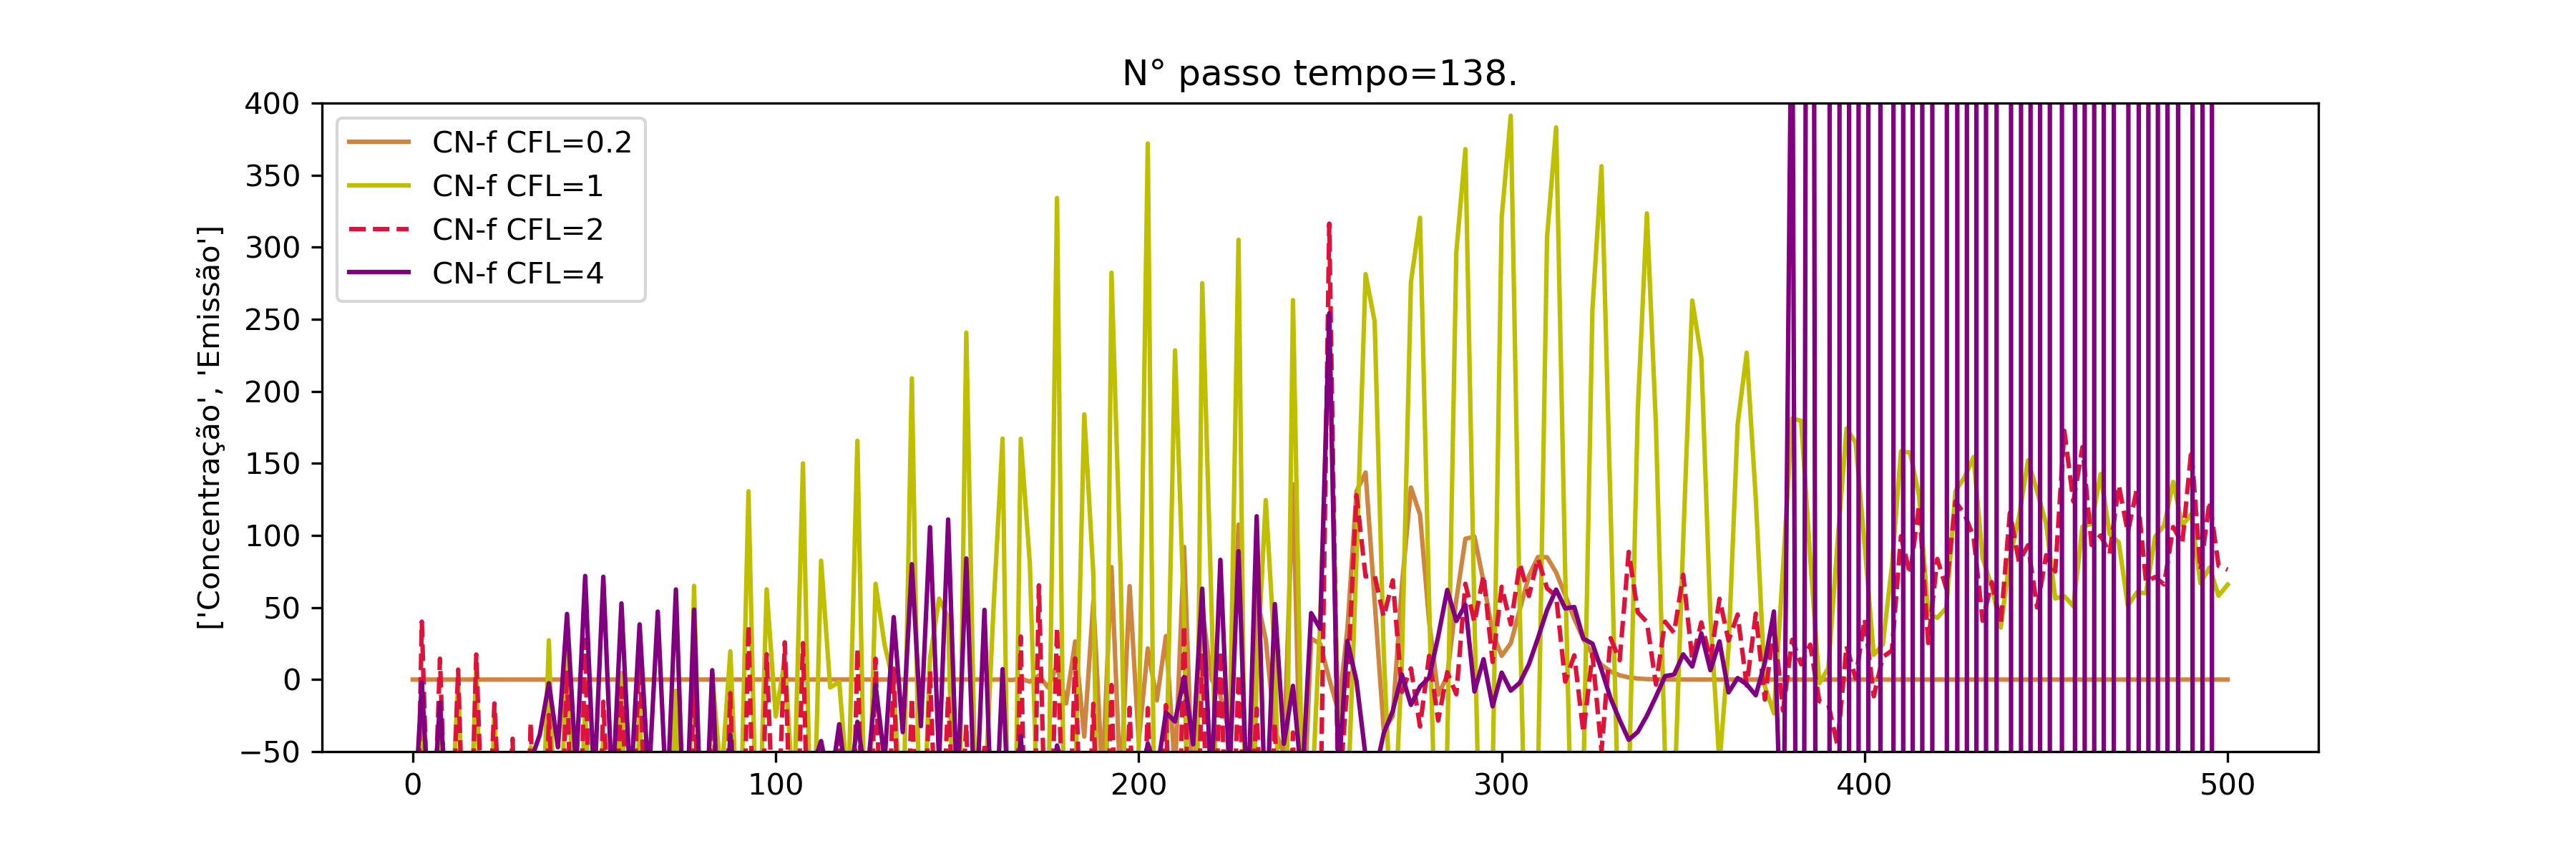 N° passo tempo=138.
400
350
300
250
200
150
100
50
0
−50
['Concentração', 'Emissão']
CN-f CFL=0.2
CN-f CFL=1
CN-f CFL=2
CN-f CFL=4
0 100 200 300 400 500